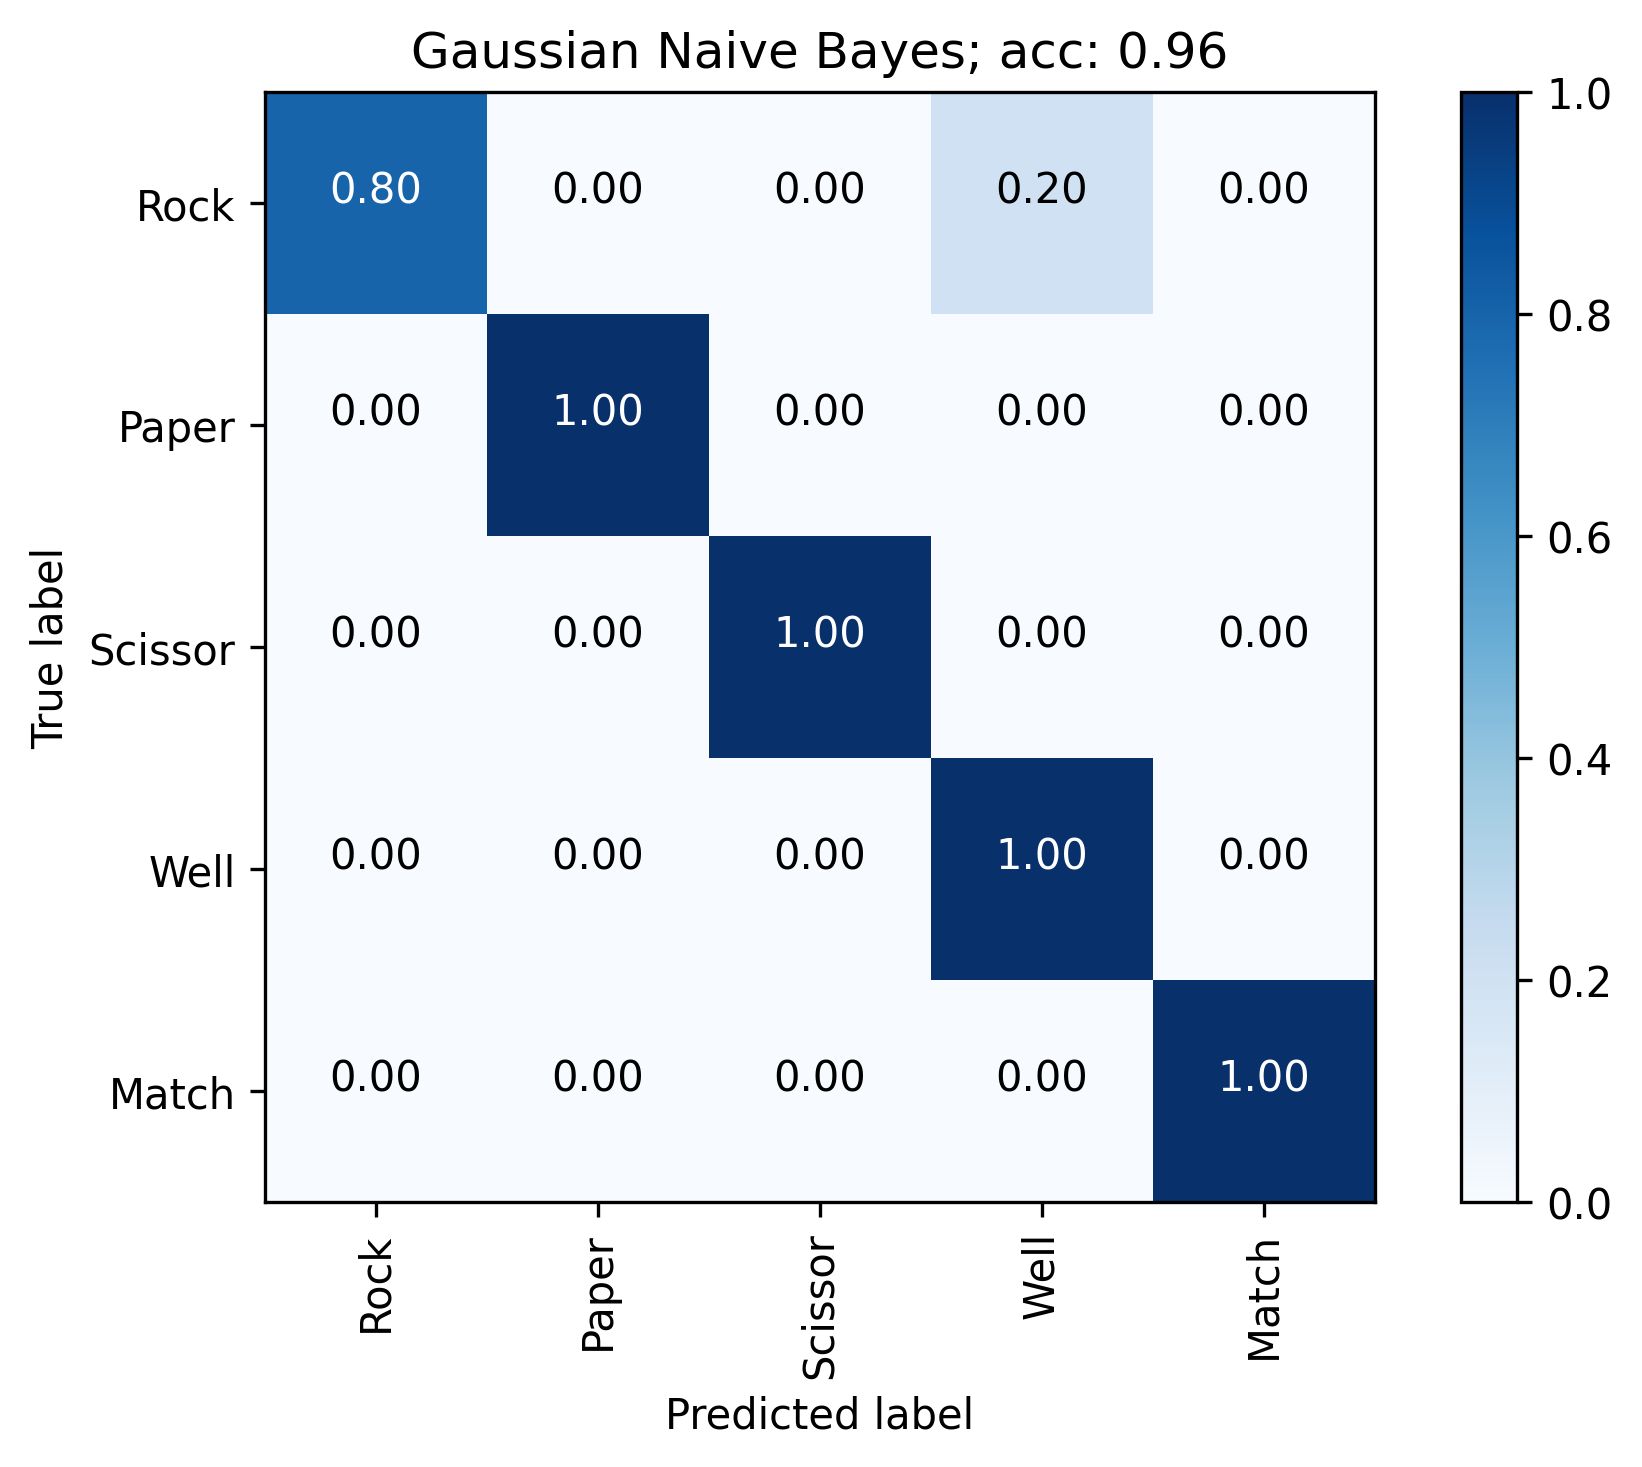 Gaussian Naive Bayes; acc: 0.96
Rock 0.80 0.00 0.00 0.20 0.00
Paper 0.00 1.00 0.00 0.00 0.00
Scissor 0.00 0.00 1.00 0.00 0.00
Well 0.00 0.00 0.00 1.00 0.00
Match 0.00 0.00 0.00 0.00 1.00
True label
Rock Paper Scissor Well Match
Predicted label
1.0
0.8
0.6
0.4
0.2
0.0